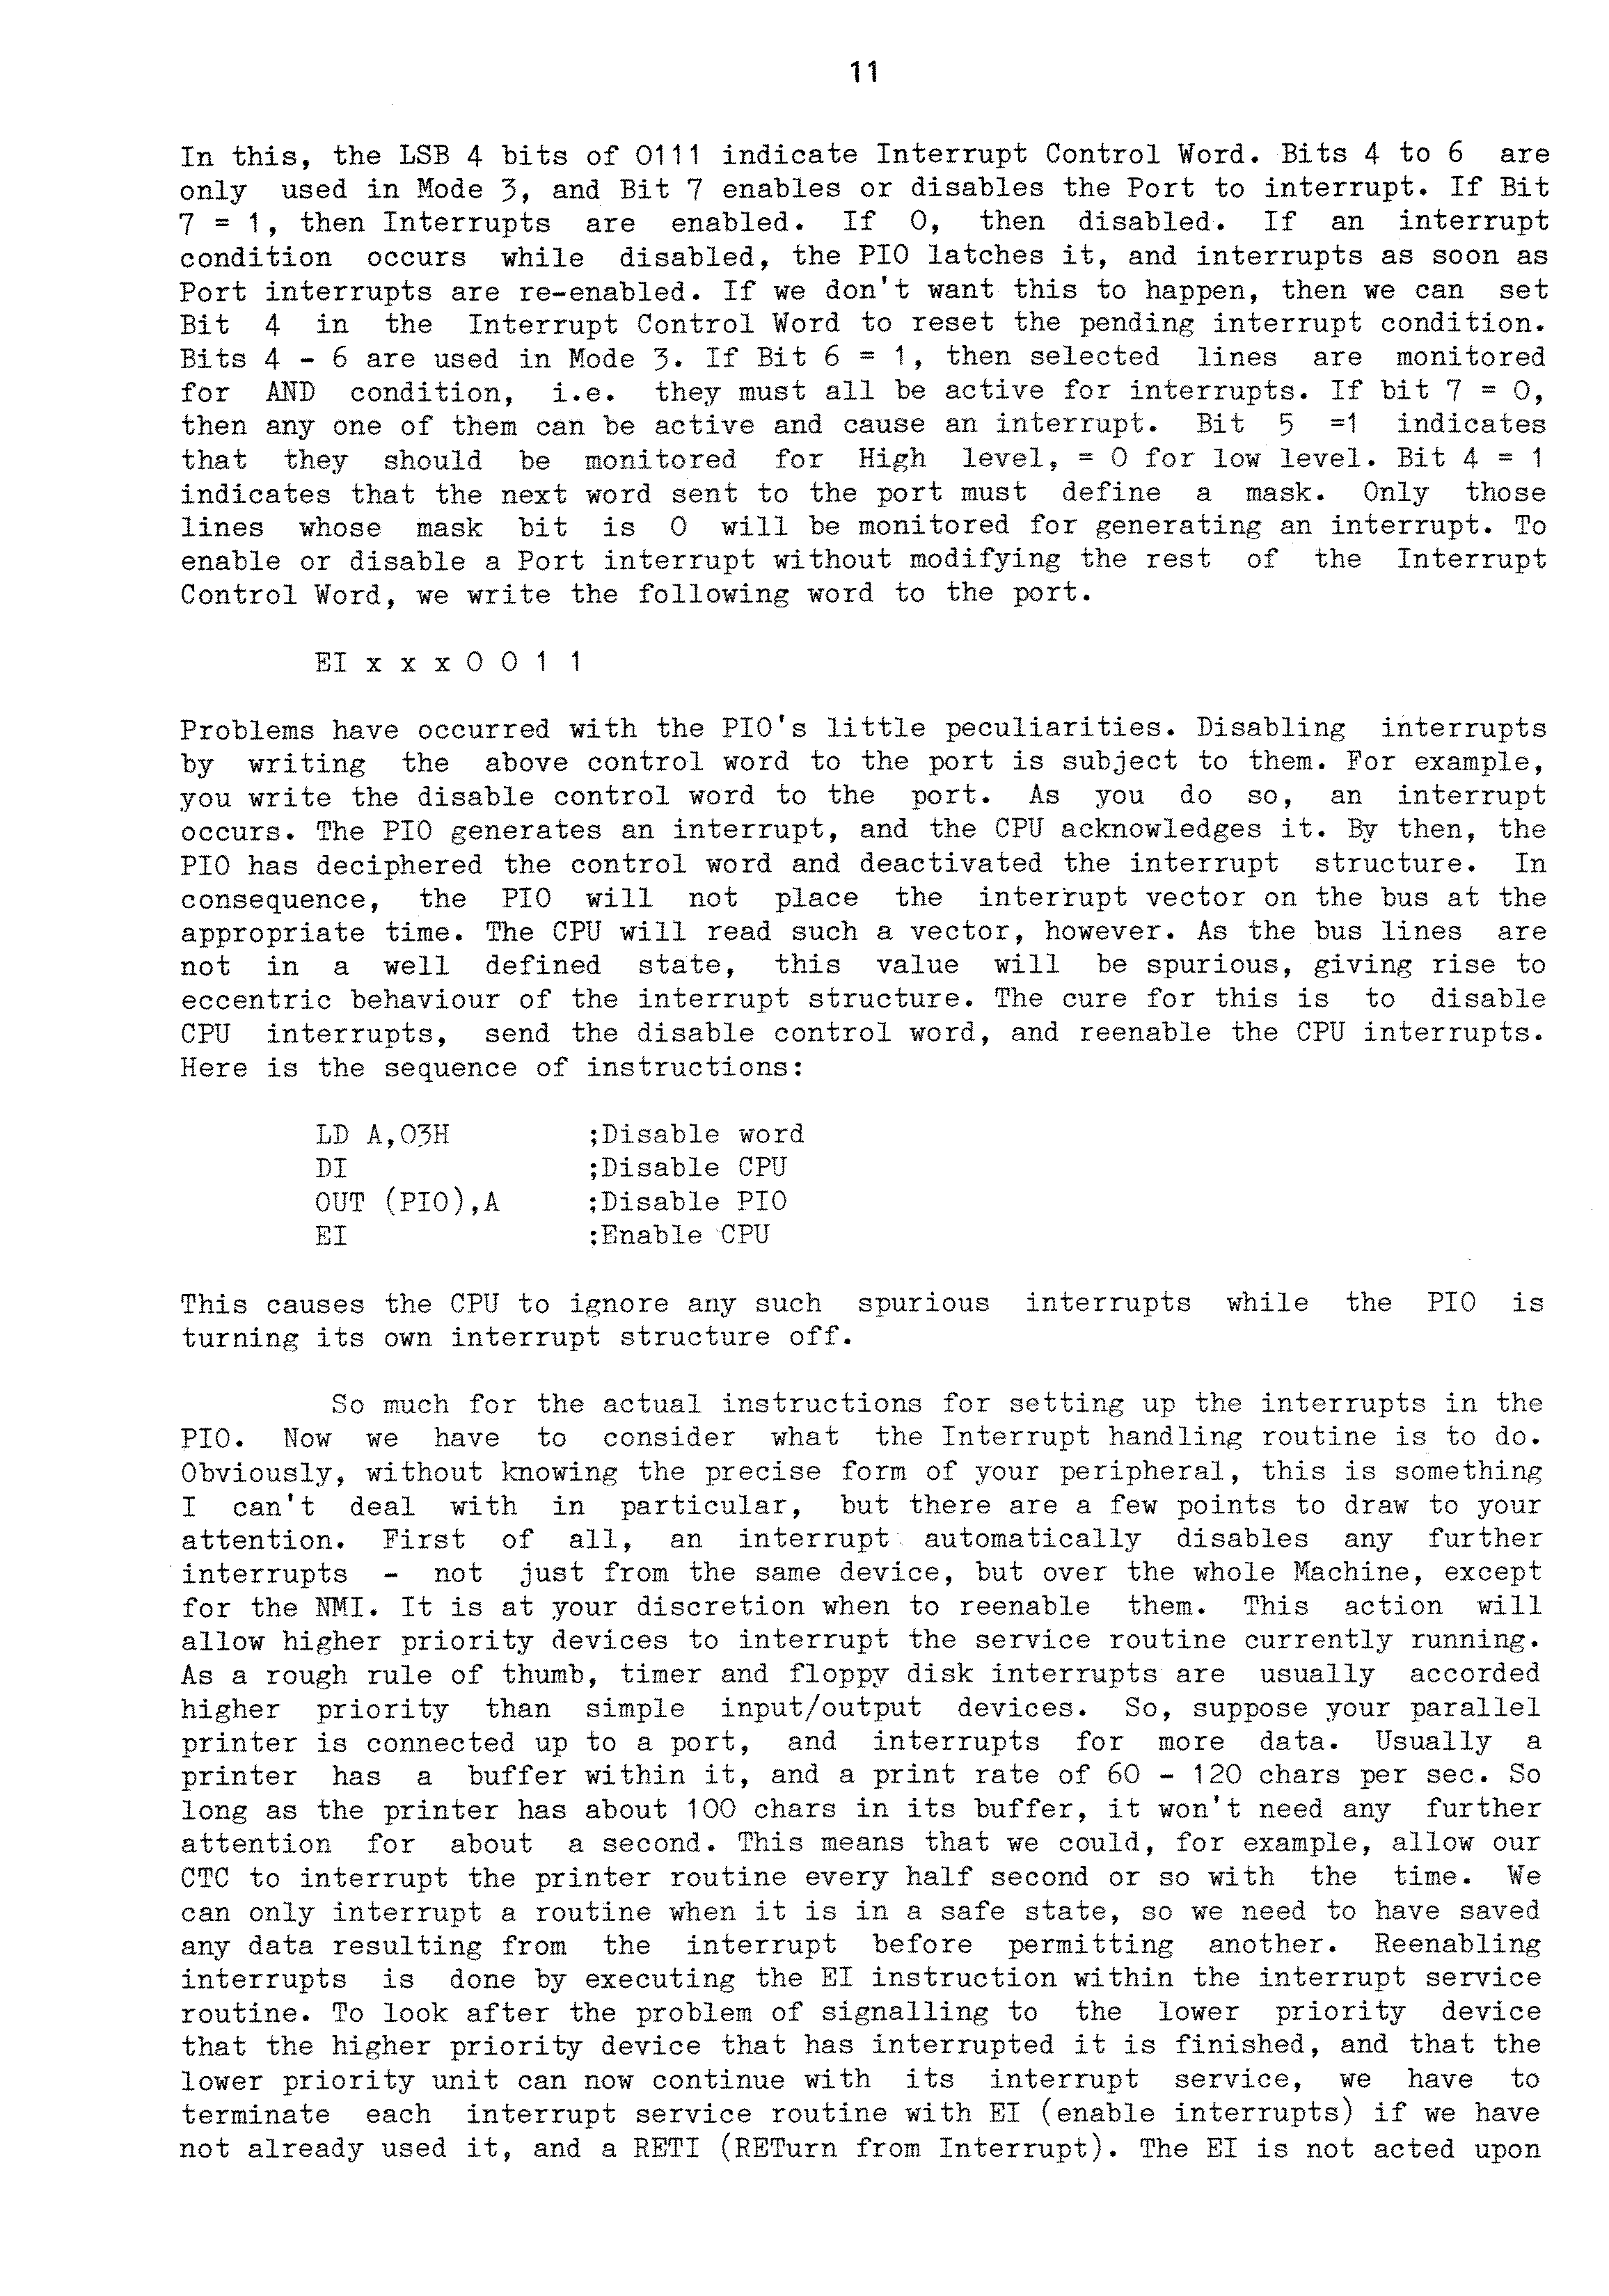 11
In this, the LSB 4 bits of 0111 indicate Interrupt Control Word. Bits 4 to 6 are
only used in Mode 3, and Bit 7 enables or disables the Port to interrupt. If Bit
7 = 1, then Interrupts are enabled. If 0, then disabled. If an interrupt
condition occurs while disabled, the PIO latches it, and interrupts as soon as
Port interrupts are re-enabled. If we don't want this to happen, then we can set
Bit 4 in the Interrupt Control Word to reset the pending interrupt condition.
Bits 4 - 6 are used in Mode 3. If Bit 6 = 1, then selected lines are monitored
for AND condition, i.e. they must all be active for interrupts. If bit 7 = 0,
then any one of them can be active and cause an interrupt. Bit 5 =1 indicates
that they should be monitored for High level, = 0 for low level. Bit 4 = 1
indicates that the next word sent to the port must define a mask. Only those
lines whose mask bit is 0 will be monitored for generating an interrupt. To
enable or disable a Port interrupt without modifying the rest of the Interrupt
Control Word, we write the following word to the port.
EI x x x 0 0 1 1
Problems have occurred with the PIO's little peculiarities. Disabling interrupts
by writing the above control word to the port is subject to them. For example,
you write the disable control word to the port. As you do so, an interrupt
occurs. The PIO generates an interrupt, and the CPU acknowledges it. By then, the
PIO has deciphered the control word and deactivated the interrupt structure. In
consequence, the PIO will not place the interrupt vector on the bus at the
appropriate time. The CPU will read such a vector, however. As the bus lines are
not in a well defined state, this value will be spurious, giving rise to
eccentric behaviour of the interrupt structure. The cure for this is to disable
CPU interrupts, send the disable control word, and reenable the CPU interrupts.
Here is the sequence of instructions:
LD A,03H ;Disable word
DI ;Disable CPU
OUT (PIO),A ;Disable PIO
EI ;Enable CPU
This causes the CPU to ignore any such spurious interrupts while the PIO is
turning its own interrupt structure off.
So much for the actual instructions for setting up the interrupts in the
PIO. Now we have to consider what the Interrupt handling routine is to do.
Obviously, without knowing the precise form of your peripheral, this is something
I can't deal with in particular, but there are a few points to draw to your
attention. First of all, an interrupt automatically disables any further
interrupts - not just from the same device, but over the whole Machine, except
for the NMI. It is at your discretion when to reenable them. This action will
allow higher priority devices to interrupt the service routine currently running.
As a rough rule of thumb, timer and floppy disk interrupts are usually accorded
higher priority than simple input/output devices. So, suppose your parallel
printer is connected up to a port, and interrupts for more data. Usually a
printer has a buffer within it, and a print rate of 60 - 120 chars per sec. So
long as the printer has about 100 chars in its buffer, it won't need any further
attention for about a second. This means that we could, for example, allow our
CTC to interrupt the printer routine every half second or so with the time. We
can only interrupt a routine when it is in a safe state, so we need to have saved
any data resulting from the interrupt before permitting another. Reenabling
interrupts is done by executing the EI instruction within the interrupt service
routine. To look after the problem of signalling to the lower priority device
that the higher priority device that has interrupted it is finished, and that the
lower priority unit can now continue with its interrupt service, we have to
terminate each interrupt service routine with EI (enable interrupts) if we have
not already used it, and a RETI (RETurn from Interrupt). The EI is not acted upon